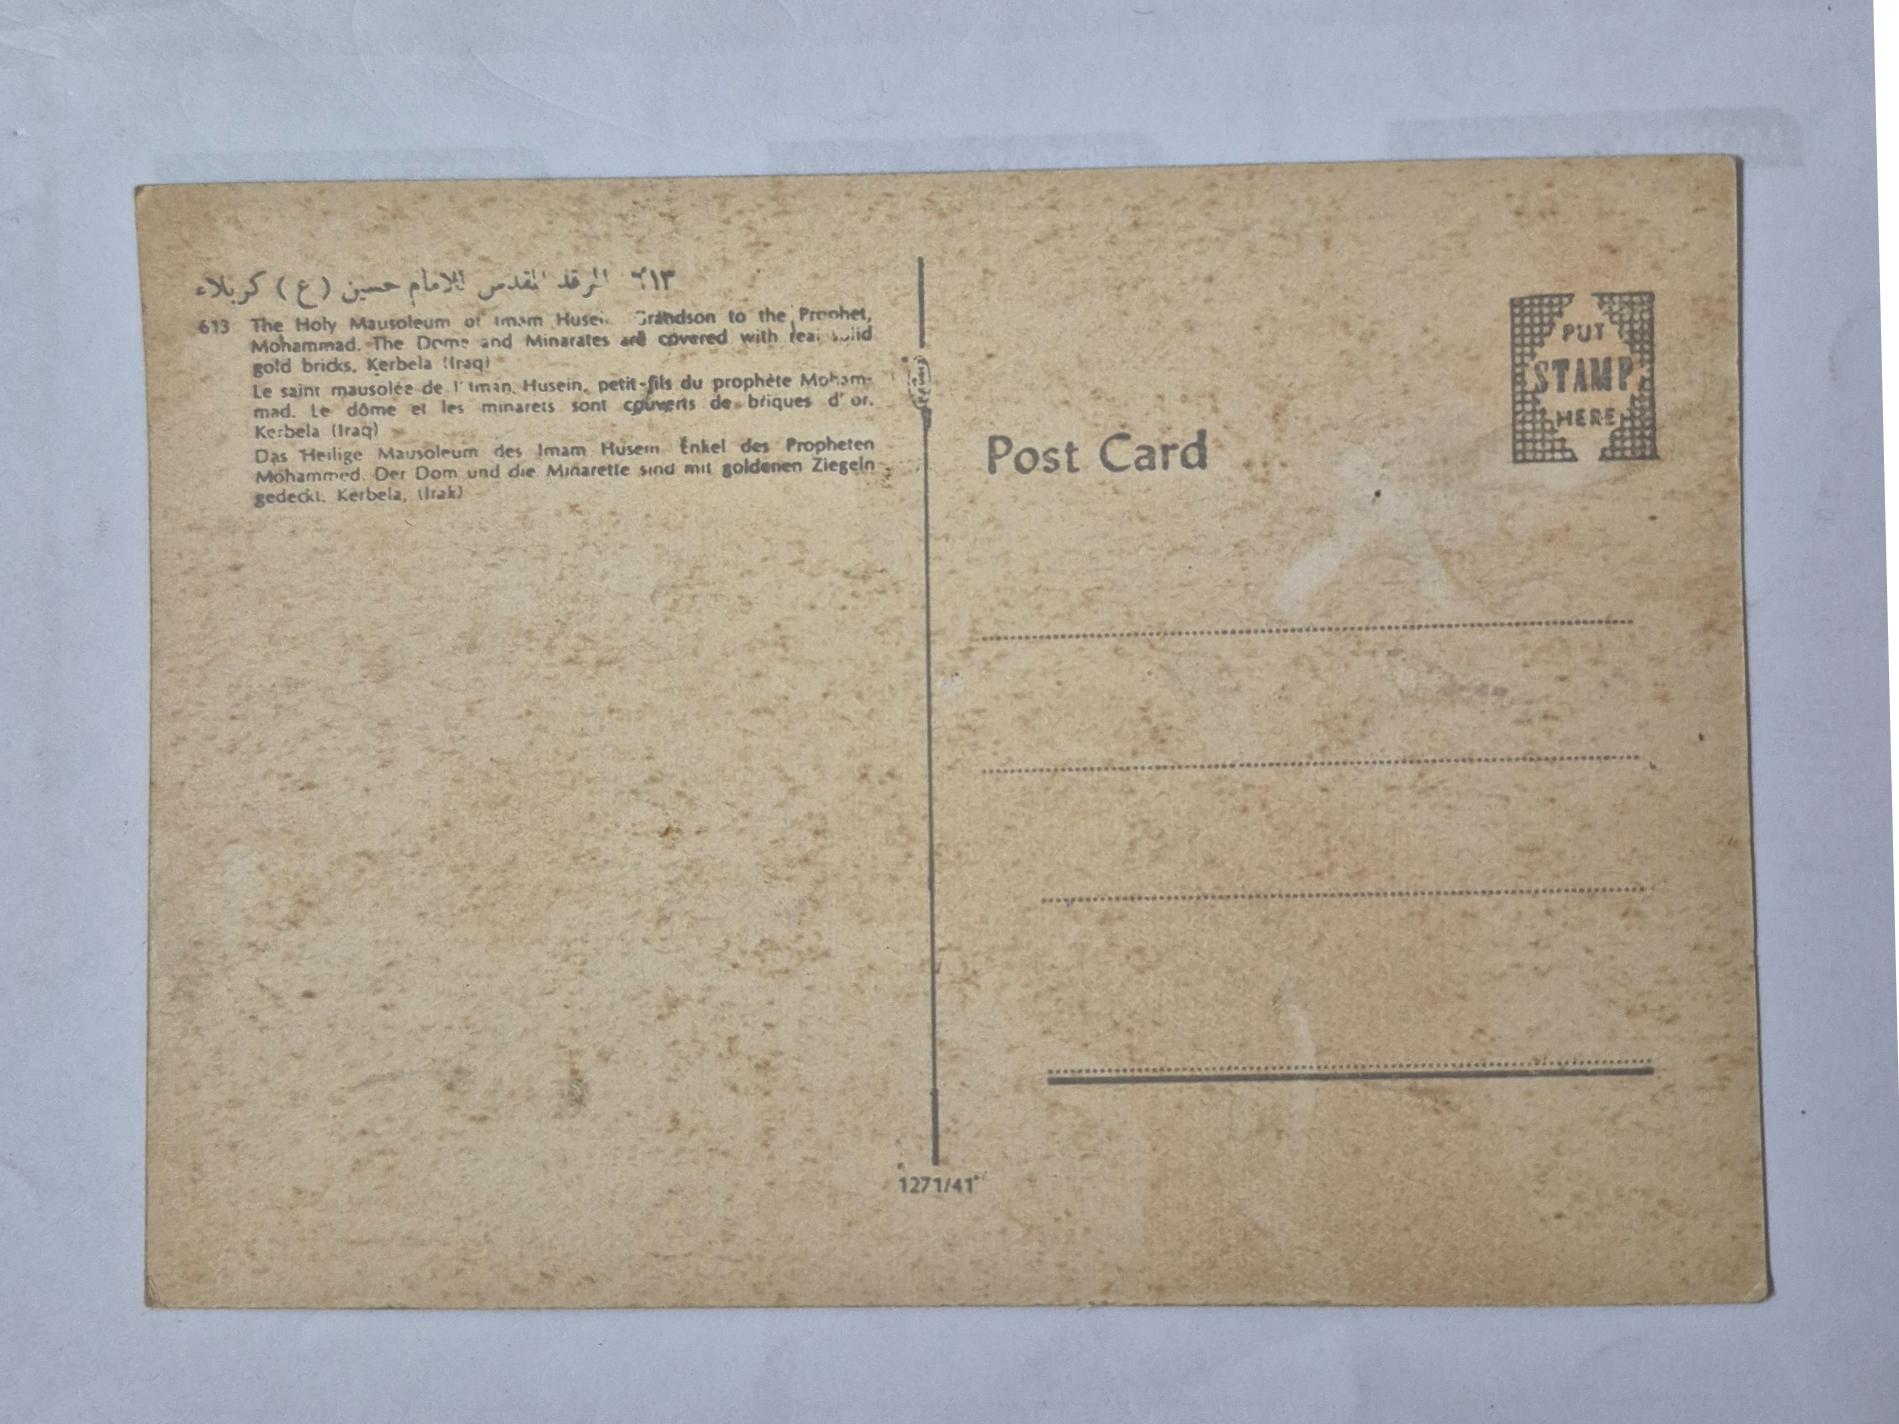 ٦١٣ المرقد المقدس للامام حسين (ع) كربلاء
613 The Holy Mausoleum of Imam Husein Grandson to the Prophet,
Mohammad. The Dome and Minarates are covered with real solid
gold bricks. Kerbela (Iraq)
Le saint mausolée de l'Iman. Husein, petit-fils du prophète Moham-
mad. Le dôme et les minarets sont couverts de briques d'or.
Kerbela (Iraq)
Das Heilige Mausoleum des Imam Husein Enkel des Propheten
Mohammed. Der Dom und die Minarette sind mit goldenen Ziegeln
gedeckt. Kerbela, (Irak)
PUT
STAMP
HERE
Post Card
1271/41